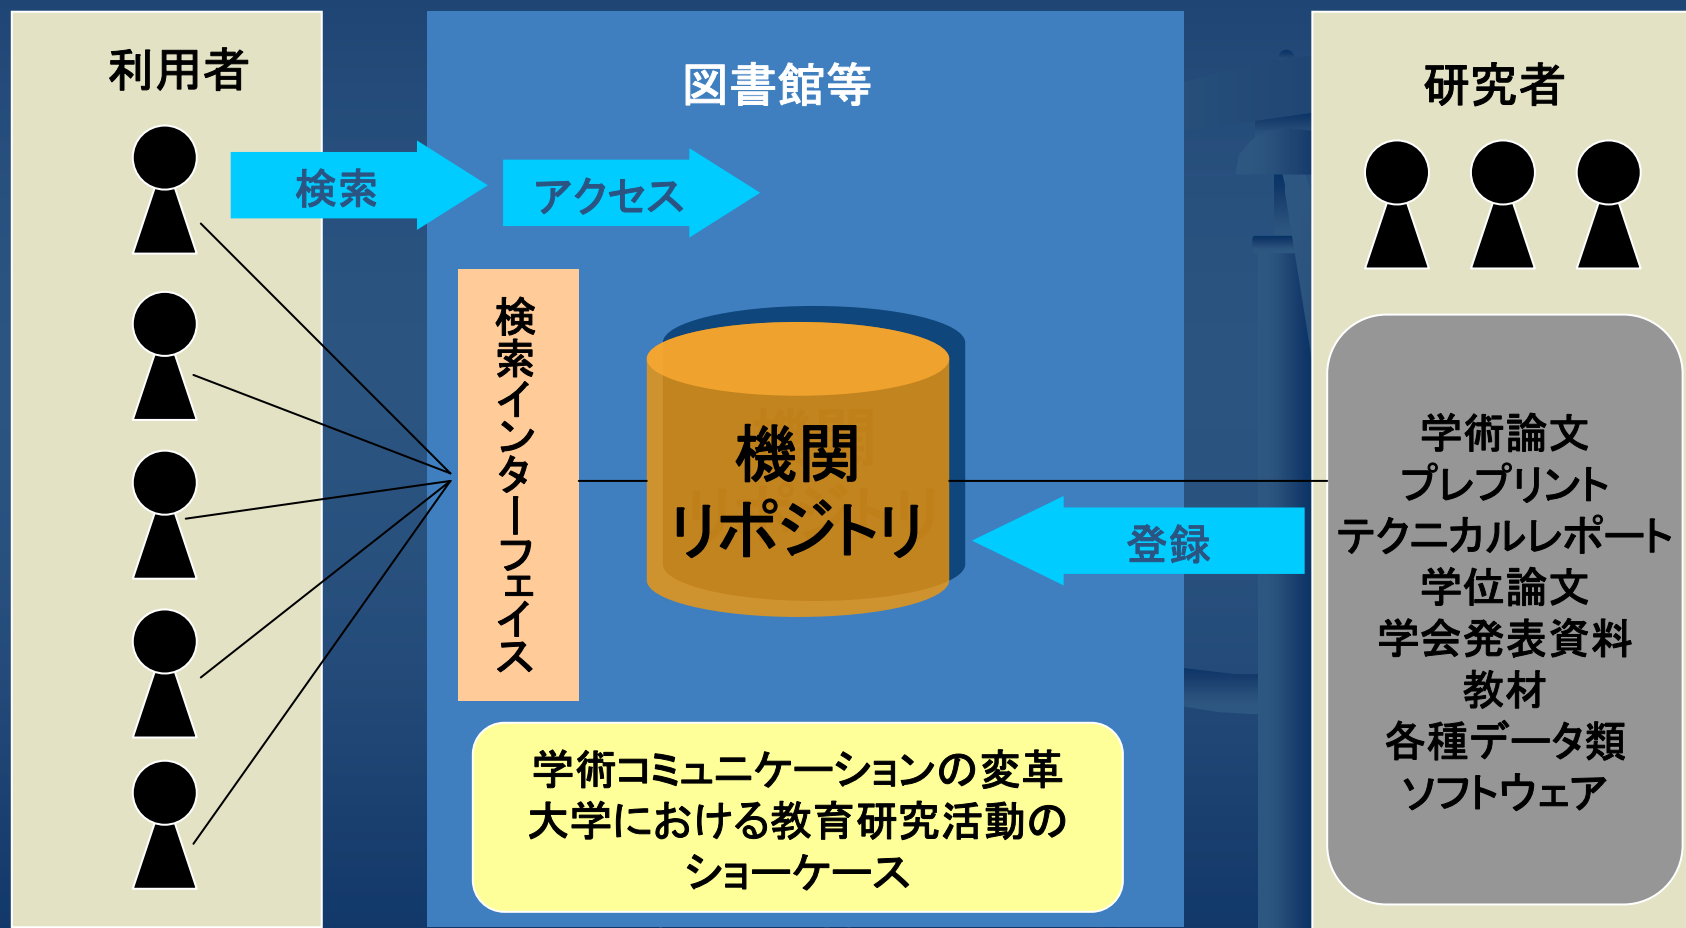 利用者
検索
図書館等
アクセス
検索インターフェイス
機関
リポジトリ
学術コミュニケーションの変革
大学における教育研究活動の
ショーケース
登録
研究者
学術論文
プレプリント
テクニカルレポート
学位論文
学会発表資料
教材
各種データ類
ソフトウェア